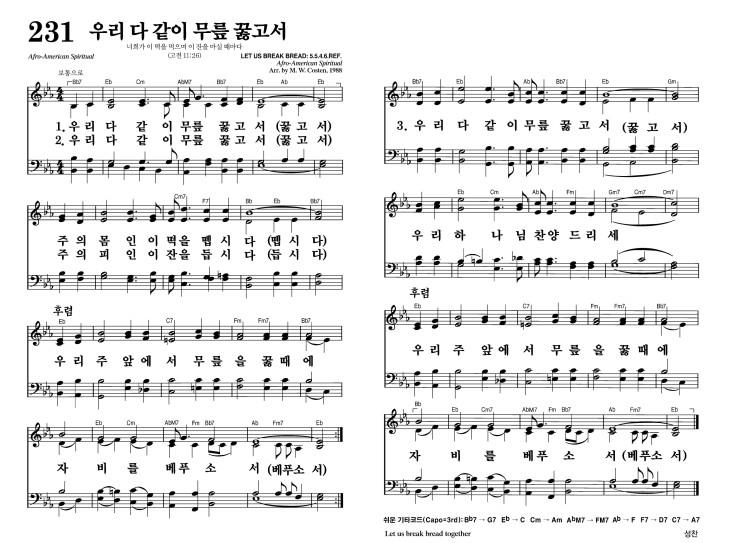 231 우리 다 같이 무릎 꿇고서
너희가 이 떡을 먹으며 이 잔을 마실 때마다
(고전 11:26)
Afro-American Spiritual
LET US BREAK BREAD: 5.5.4.6.REF.
Afro-American Spiritual
Arr. by M. W. Costen, 1988
보통으로
Bb7 Eb Cm AbM7 Bb7 Eb Ab Eb
1. 우 리 다 같 이 무릎 꿇 고 서 (꿇 고 서)
2. 우 리 다 같 이 무릎 꿇 고 서 (꿇 고 서)
Cm7 F7 Bb Eb Bb
주 의 몸 인 이 떡을 뗍 시 다 (뗍 시 다)
주 의 피 인 이 잔을 듭 시 다 (듭 시 다)
후렴
Eb C7 Fm Fm7 Bb7
우 리 주 앞 에 서 무 릎 을 꿇 때 에
Eb Cm7 AbM7 Fm Bb7 Eb Ab Eb
자 비 를 베 푸 소 서 (베푸소 서)
Bb7 Eb Cm Ab Bb7 Eb Gm
3. 우 리 다 같 이 무릎 꿇 고 서 (꿇 고 서)
Eb Cm Ab Fm Gm7 Cm7 Dm7
우 리 하 나 님 찬양 드 리 세
후렴
Eb C7 Fm Fm7 Bb7
우 리 주 앞 에 서 무 릎 을 꿇 때 에
Bb Eb Cm7 AbM7 Fm Bb7 Eb Ab Fm7 Eb
자 비 를 베 푸 소 서 (베푸소 서)
쉬운 기타코드(Capo=3rd): Bb7 → G7 Eb → C Cm → Am AbM7 → FM7 Ab → F F7 → D7 C7 → A7
Let us break bread together
성찬